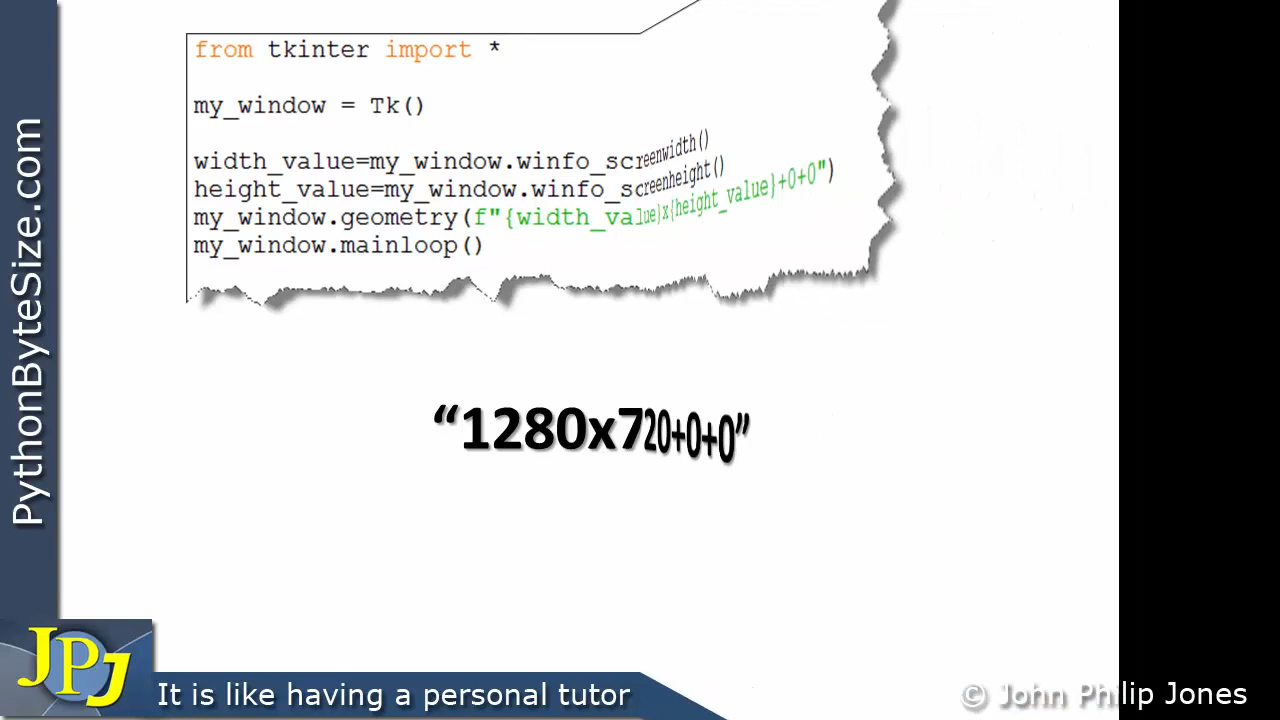 PythonByteSize.com
from tkinter import *
my_window = Tk()
width_value=my_window.winfo_screenwidth()
height_value=my_window.winfo_screenheight()
my_window.geometry(f"{width_value}x{height_value}+0+0")
my_window.mainloop()
“1280x720+0+0”
JPJ
It is like having a personal tutor
© John Philip Jones